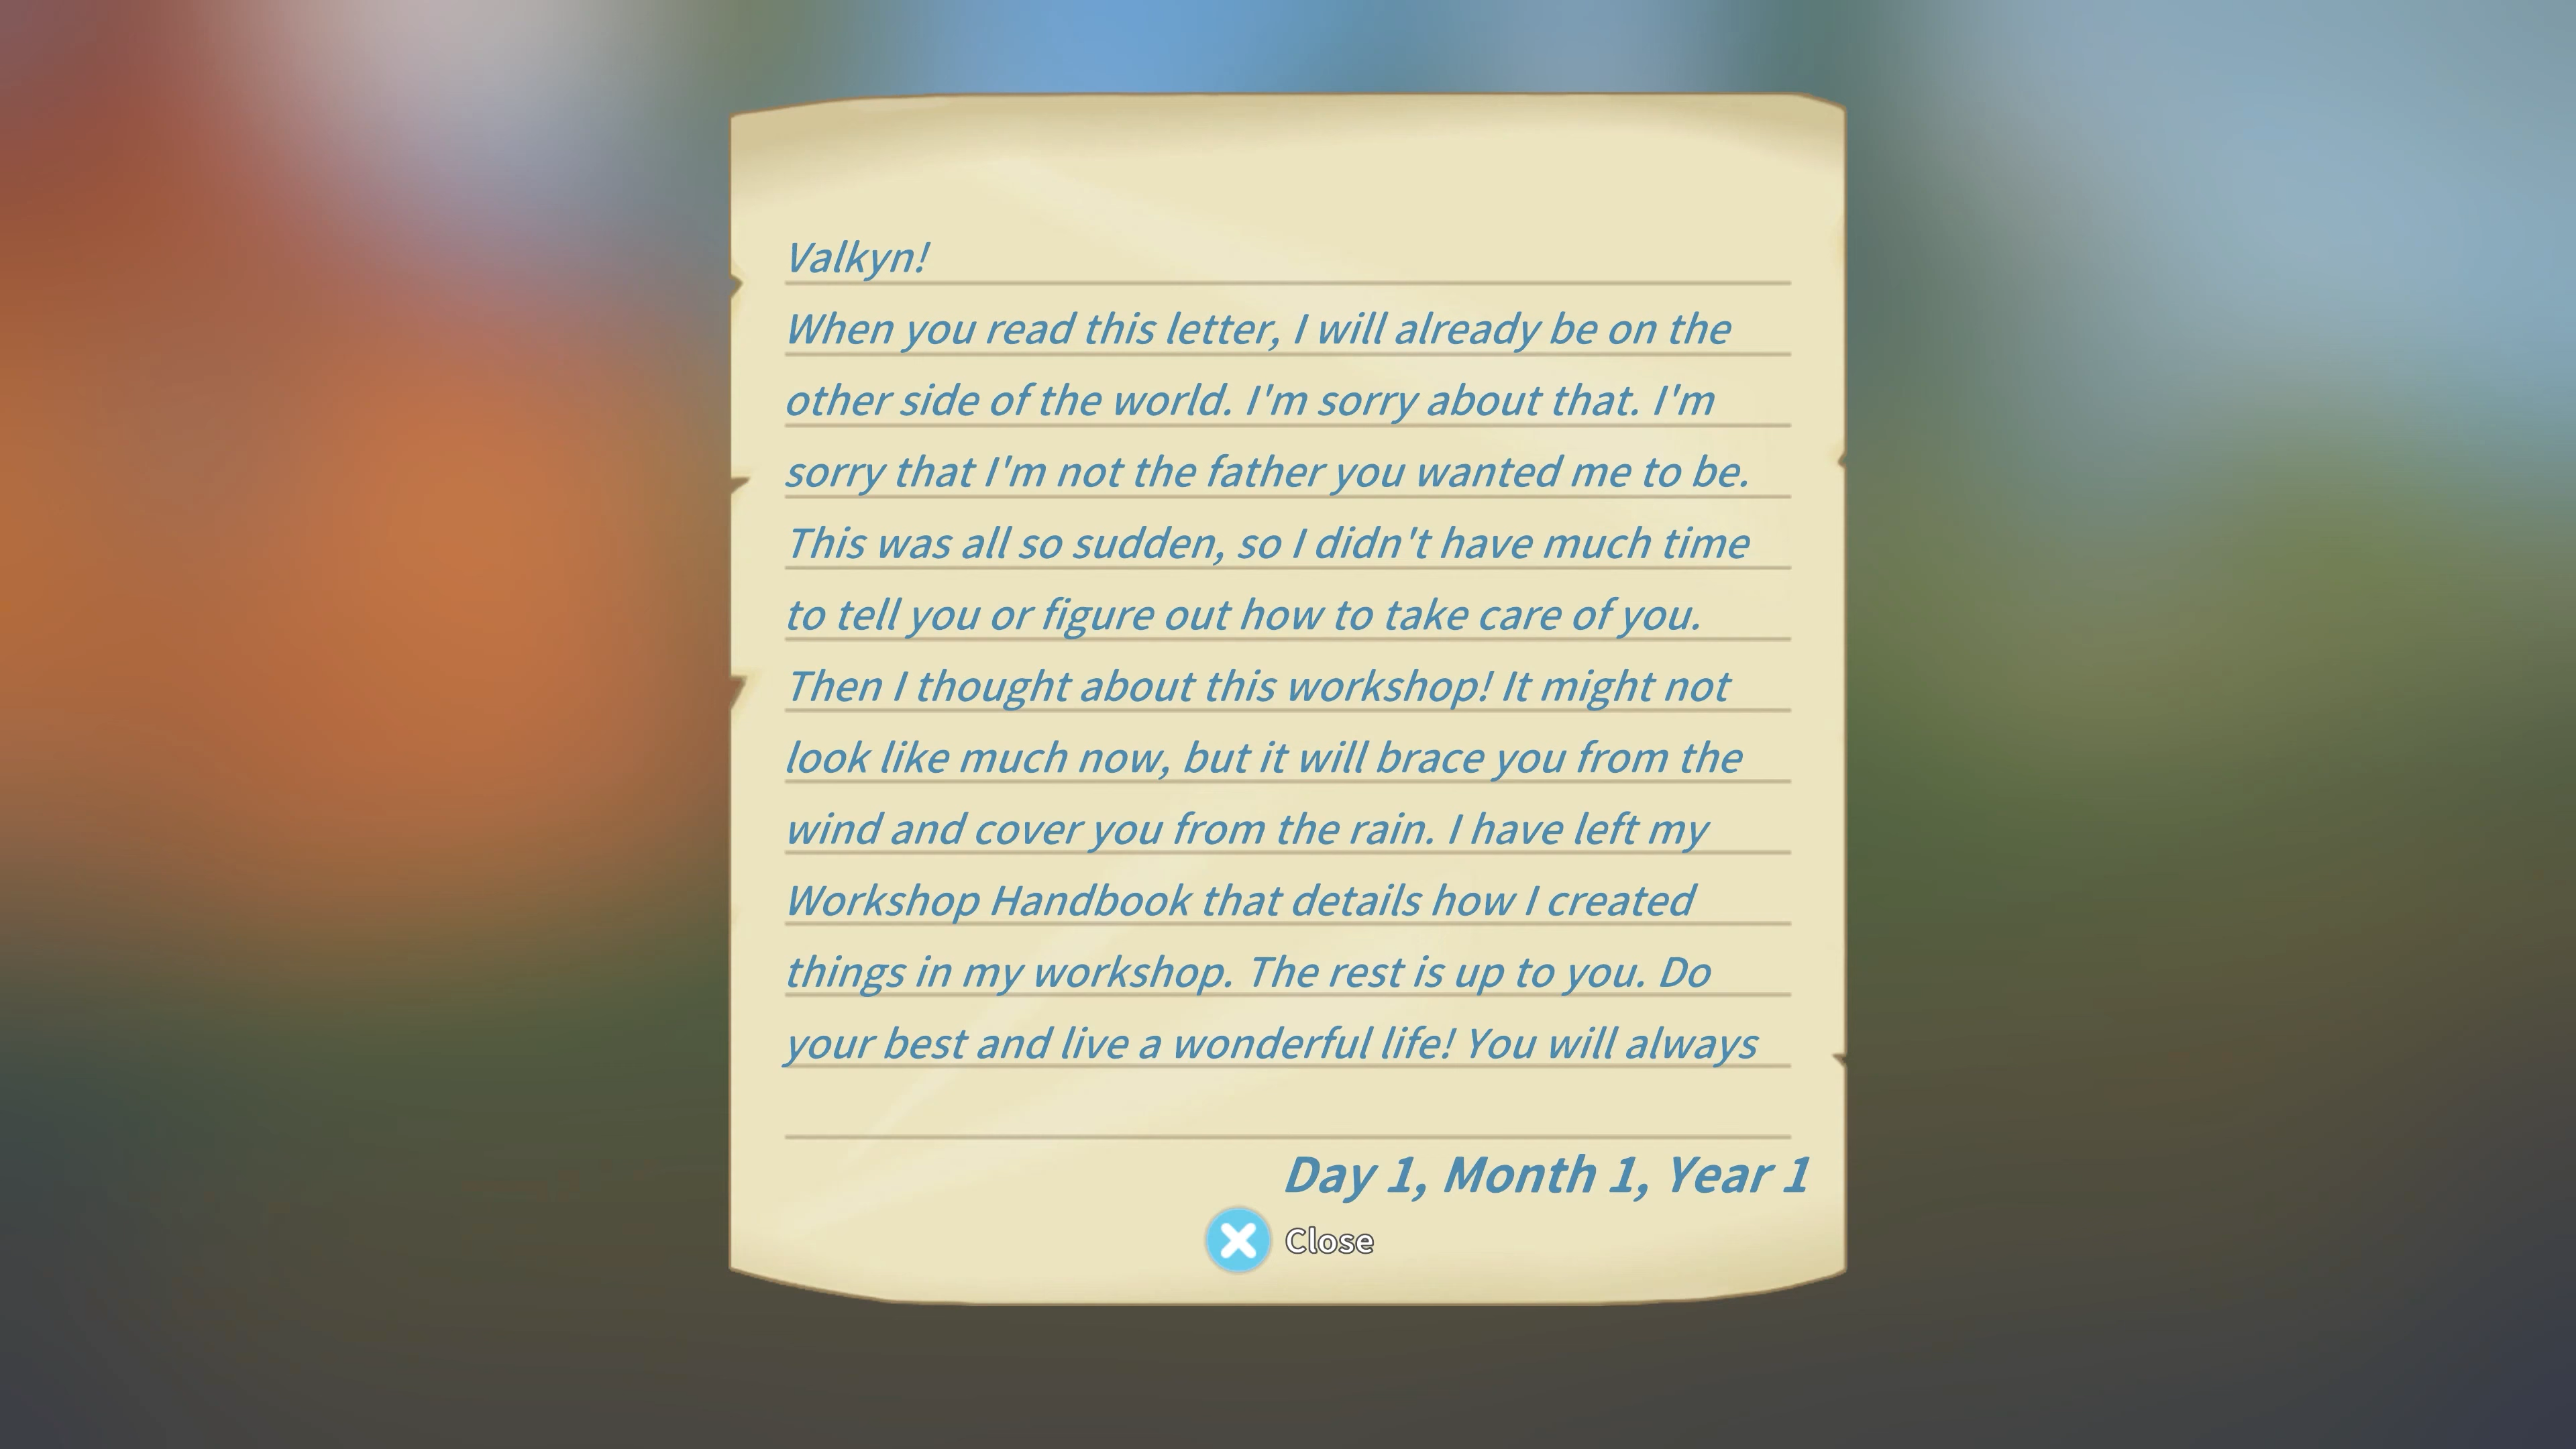 Valkyn!
When you read this letter, I will already be on the
other side of the world. I'm sorry about that. I'm
sorry that I'm not the father you wanted me to be.
This was all so sudden, so I didn't have much time
to tell you or figure out how to take care of you.
Then I thought about this workshop! It might not
look like much now, but it will brace you from the
wind and cover you from the rain. I have left my
Workshop Handbook that details how I created
things in my workshop. The rest is up to you. Do
your best and live a wonderful life! You will always
Day 1, Month 1, Year 1
Close